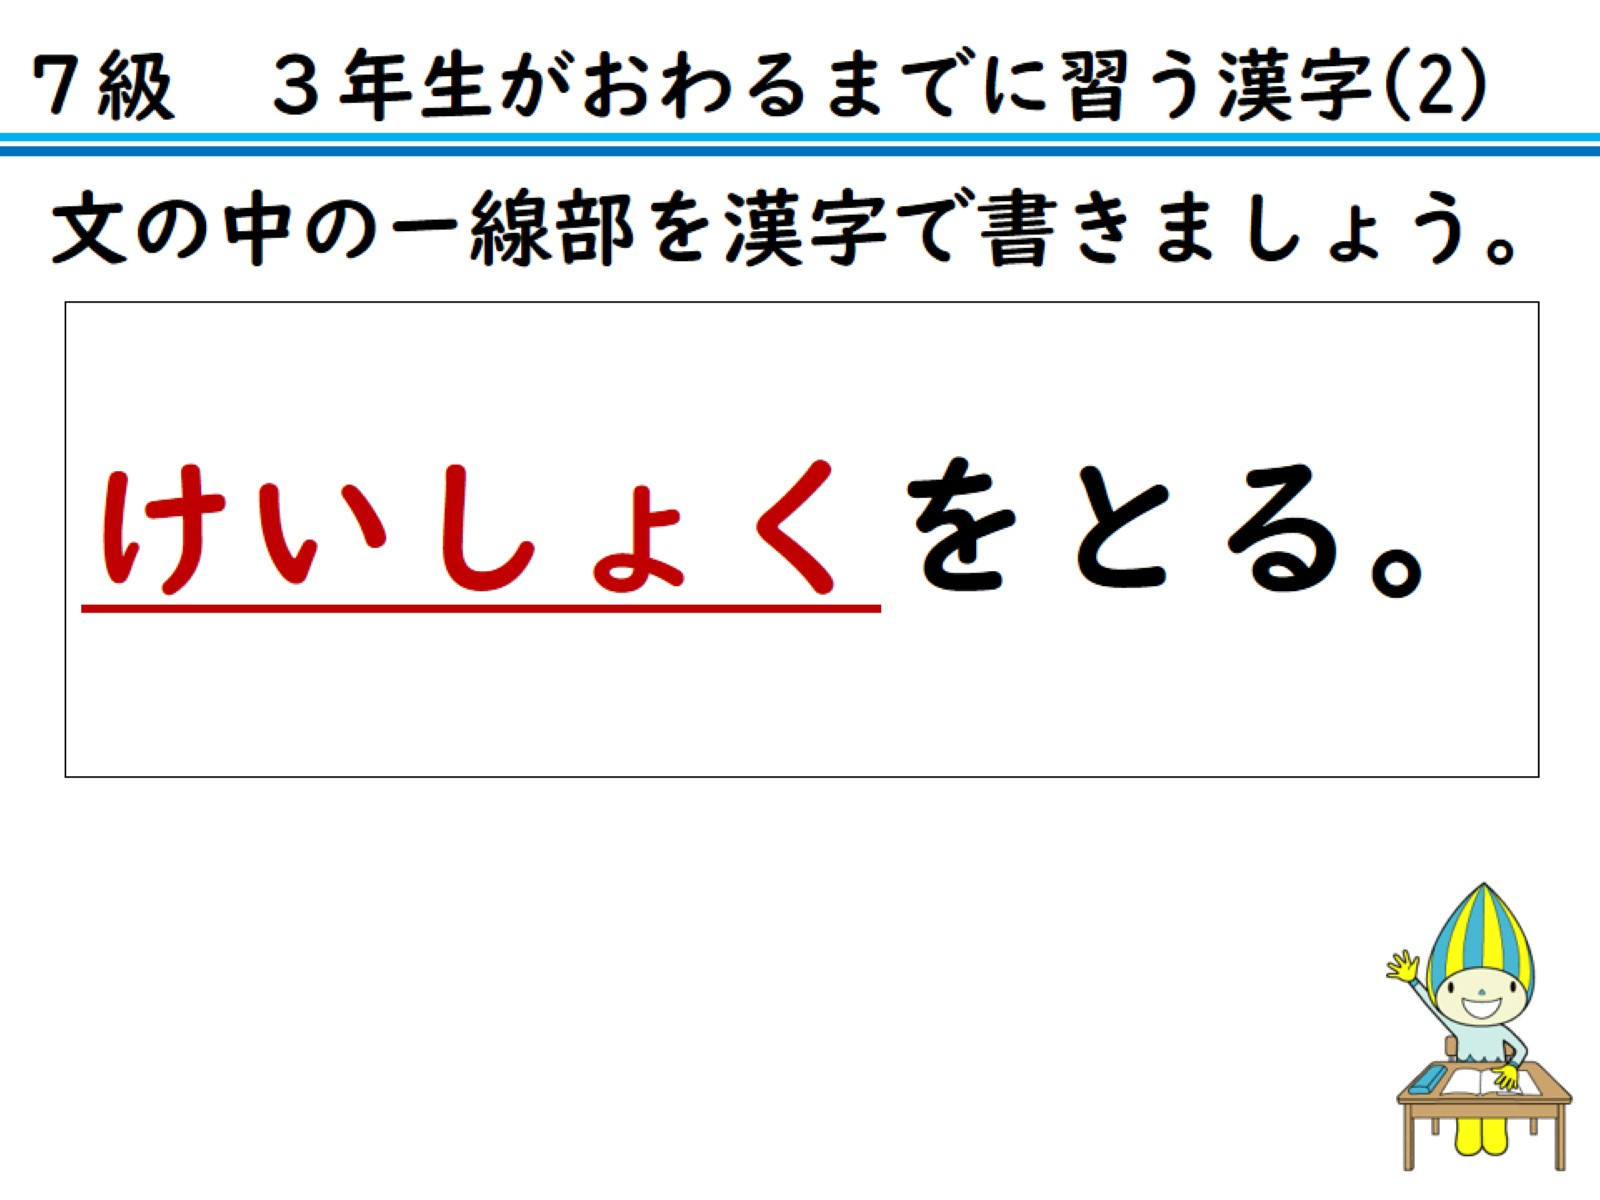 ７級　３年生がおわるまでに習う漢字(2)
文の中の一線部を漢字で書きましょう。
けいしょくをとる。